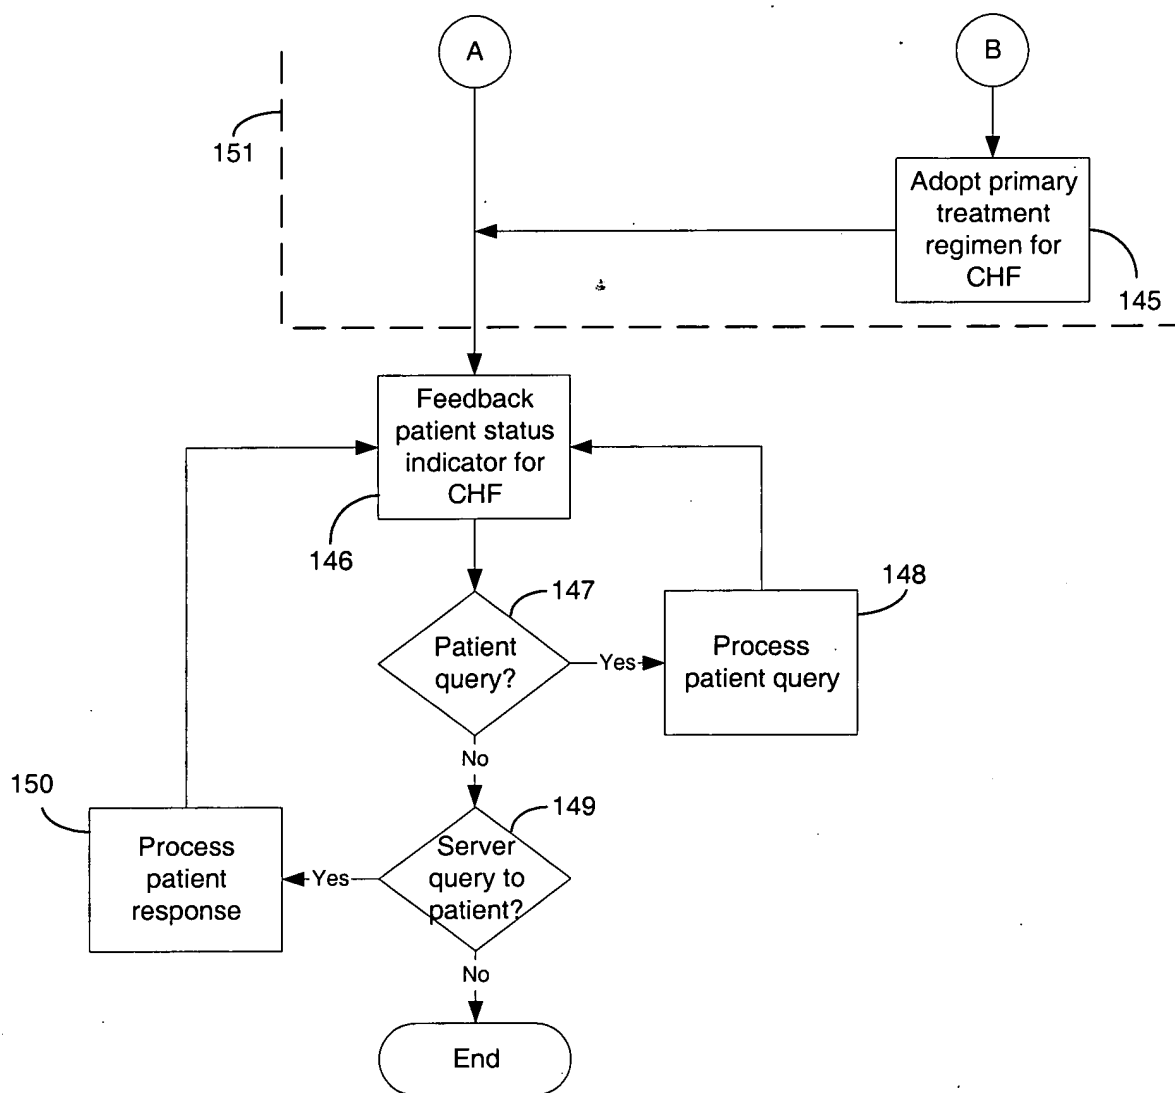 A
B
151
Adopt primary
treatment
regimen for
CHF
145
Feedback
patient status
indicator for
CHF
146
147
148
Patient
query?
Yes
Process
patient query
No
150
149
Process
patient
response
Yes
Server
query to
patient?
No
End